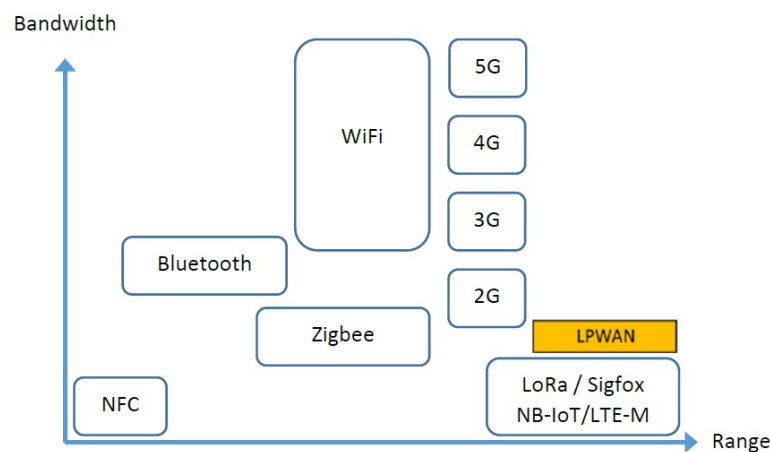 Bandwidth
5G
WiFi
4G
3G
Bluetooth
2G
Zigbee
LPWAN
NFC
LoRa / Sigfox
NB-IoT/LTE-M
Range